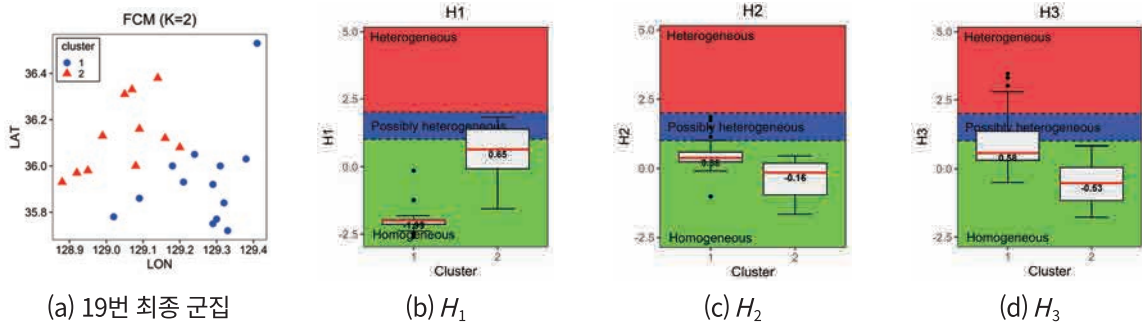 FCM (K=2)
cluster
1
2
36.4
36.2
36.0
35.8
LAT
128.9
129.0
129.1
129.2
129.3
129.4
LON
(a) 19번 최종 군집
H1
5.0
2.5
0.0
-2.5
H1
Heterogeneous
Possibly heterogeneous
Homogeneous
0.65
1
2
Cluster
(b) H₁
H2
5.0
2.5
0.0
-2.5
H2
Heterogeneous
Possibly heterogeneous
Homogeneous
-0.16
1
2
Cluster
(c) H₂
H3
5.0
2.5
0.0
-2.5
H3
Heterogeneous
Possibly heterogeneous
Homogeneous
0.56
-0.53
1
2
Cluster
(d) H₃